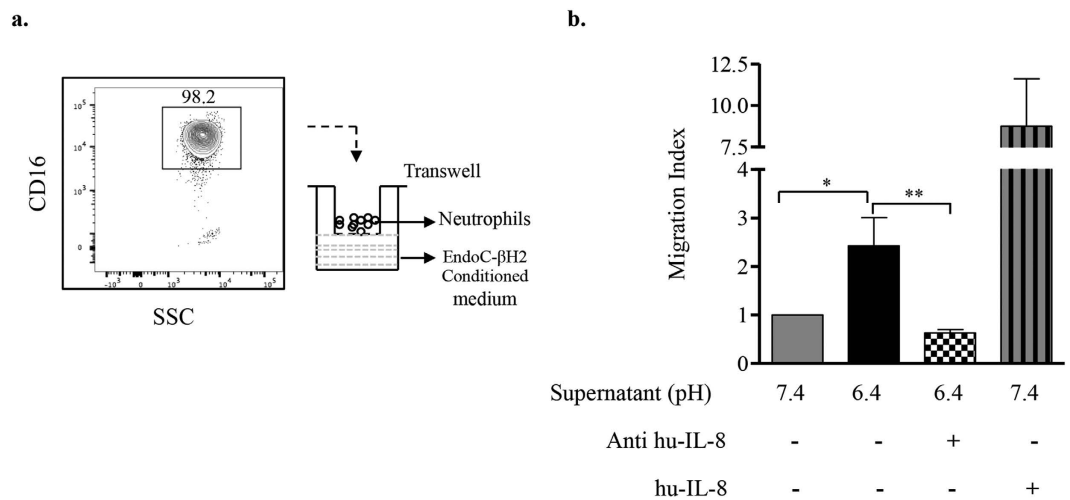 a.
98.2
10⁵
10⁴
10³
0
CD16
-10³ 0 10³ 10⁴ 10⁵
SSC
Transwell
Neutrophils
EndoC-βH2
Conditioned
medium
b.
12.5
10.0
7.5
4
3
2
1
0
Migration Index
*
**
Supernatant (pH) 7.4 6.4 6.4 7.4
Anti hu-IL-8 - - + -
hu-IL-8 - - - +